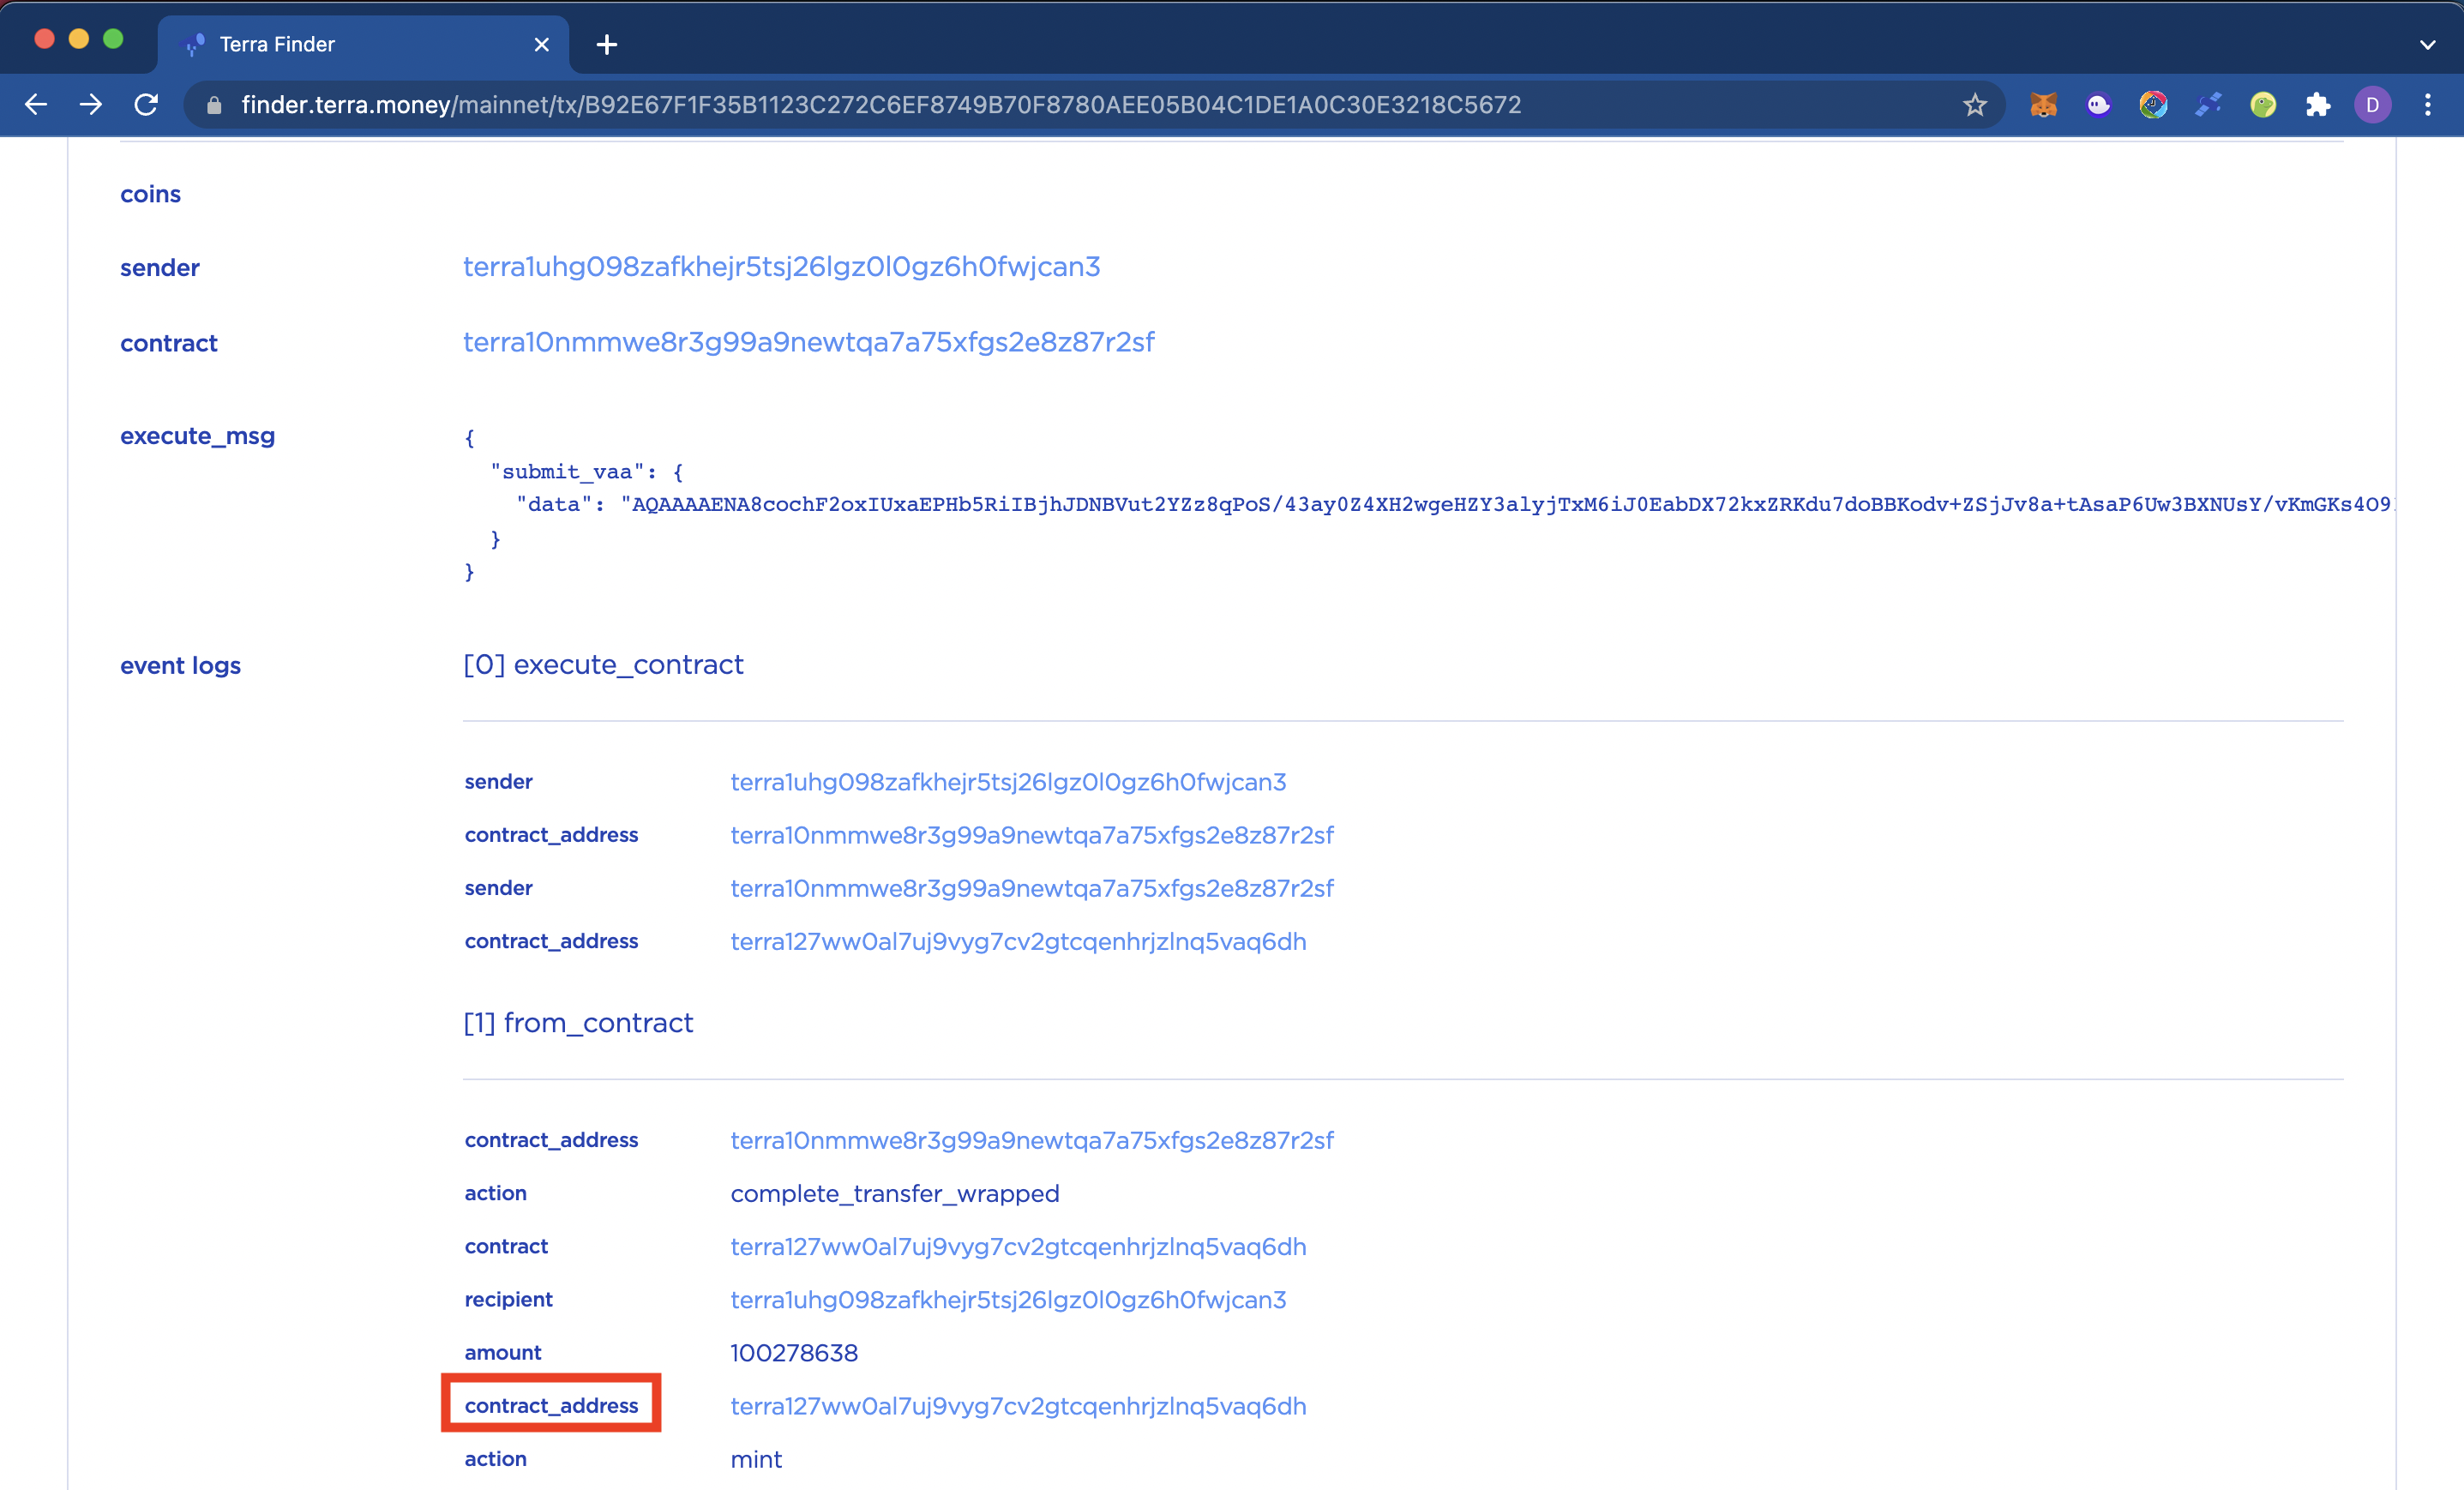 Terra Finder
finder.terra.money/mainnet/tx/B92E67F1F35B1123C272C6EF8749B70F8780AEE05B04C1DE1A0C30E3218C5672
D
coins
sender terra1uhg098zafkhejr5tsj26lgz0l0gz6h0fwjcan3
contract terra10nmmwe8r3g99a9newtqa7a75xfgs2e8z87r2sf
execute_msg {
"submit_vaa": {
"data": "AQAAAAENA8cochF2oxIUxaEPHb5RiIBjhJDNBVut2YZz8qPoS/43ay0Z4XH2wgeHZY3alyjTxM6iJ0EabDX72kxZRKdu7doBBKodv+ZSjJv8a+tAsaP6Uw3BXNUsY/vKmGKs4O9
}
}
event logs [0] execute_contract
sender terra1uhg098zafkhejr5tsj26lgz0l0gz6h0fwjcan3
contract_address terra10nmmwe8r3g99a9newtqa7a75xfgs2e8z87r2sf
sender terra10nmmwe8r3g99a9newtqa7a75xfgs2e8z87r2sf
contract_address terra127ww0al7uj9vyg7cv2gtcqenhrjzlnq5vaq6dh
[1] from_contract
contract_address terra10nmmwe8r3g99a9newtqa7a75xfgs2e8z87r2sf
action complete_transfer_wrapped
contract terra127ww0al7uj9vyg7cv2gtcqenhrjzlnq5vaq6dh
recipient terra1uhg098zafkhejr5tsj26lgz0l0gz6h0fwjcan3
amount 100278638
contract_address terra127ww0al7uj9vyg7cv2gtcqenhrjzlnq5vaq6dh
action mint